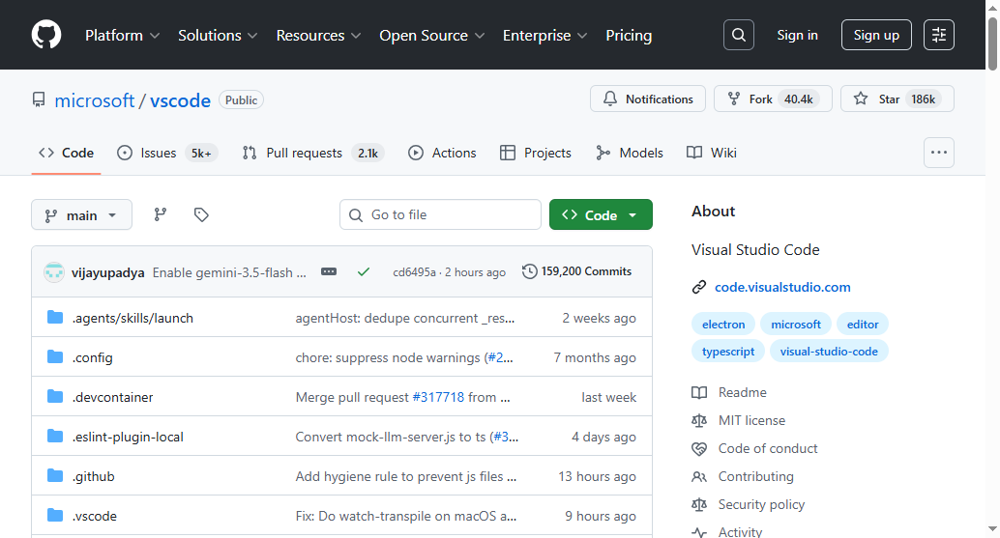 Platform Solutions Resources Open Source Enterprise Pricing Sign in Sign up
microsoft / vscode Public Notifications Fork 40.4k Star 186k
Code Issues 5k+ Pull requests 2.1k Actions Projects Models Wiki
main Go to file Code
vijayupadya Enable gemini-3.5-flash ... cd6495a · 2 hours ago 159,200 Commits
.agents/skills/launch agentHost: dedupe concurrent _res... 2 weeks ago
.config chore: suppress node warnings (#2... 7 months ago
.devcontainer Merge pull request #317718 from ... last week
.eslint-plugin-local Convert mock-llm-server.js to ts (#3... 4 days ago
.github Add hygiene rule to prevent js files ... 13 hours ago
.vscode Fix: Do watch-transpile on macOS a... 9 hours ago
About
Visual Studio Code
code.visualstudio.com
electron microsoft editor
typescript visual-studio-code
Readme
MIT license
Code of conduct
Contributing
Security policy
Activity